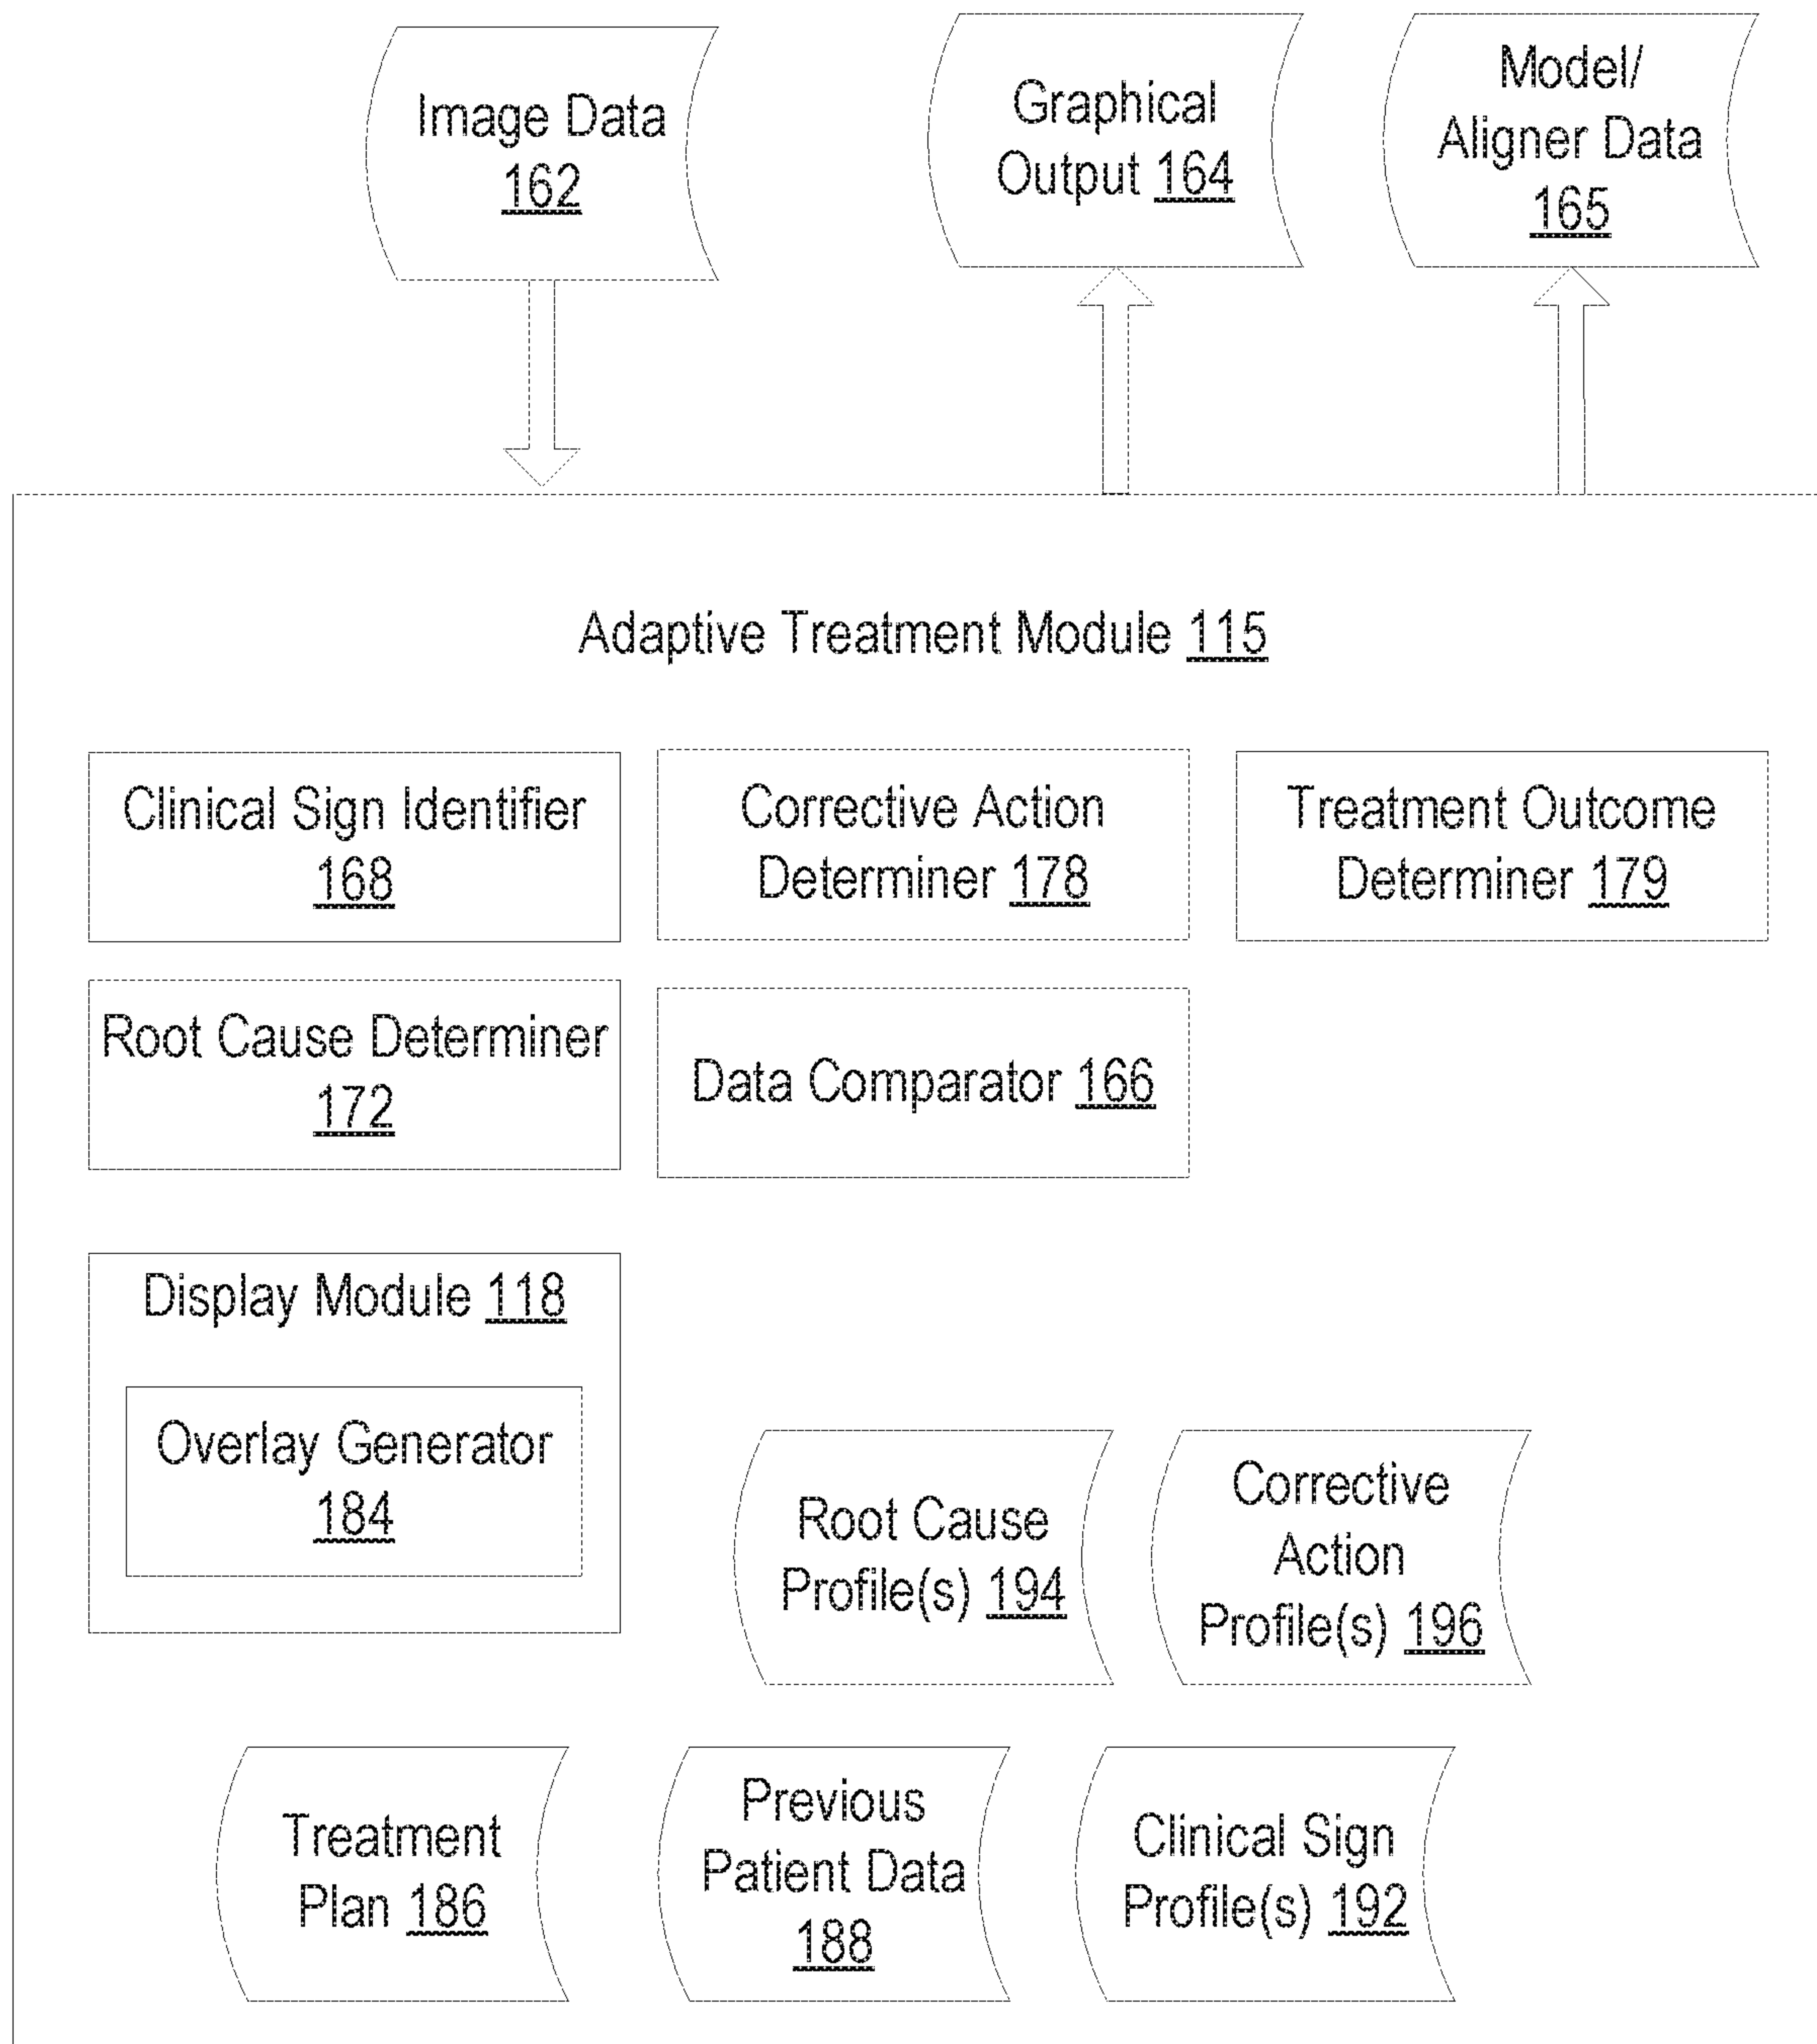 Image Data
162
Graphical
Output 164
Model/
Aligner Data
165
Adaptive Treatment Module 115
Clinical Sign Identifier
168
Corrective Action
Determiner 178
Treatment Outcome
Determiner 179
Root Cause Determiner
172
Data Comparator 166
Display Module 118
Overlay Generator
184
Root Cause
Profile(s) 194
Corrective
Action
Profile(s) 196
Treatment
Plan 186
Previous
Patient Data
188
Clinical Sign
Profile(s) 192